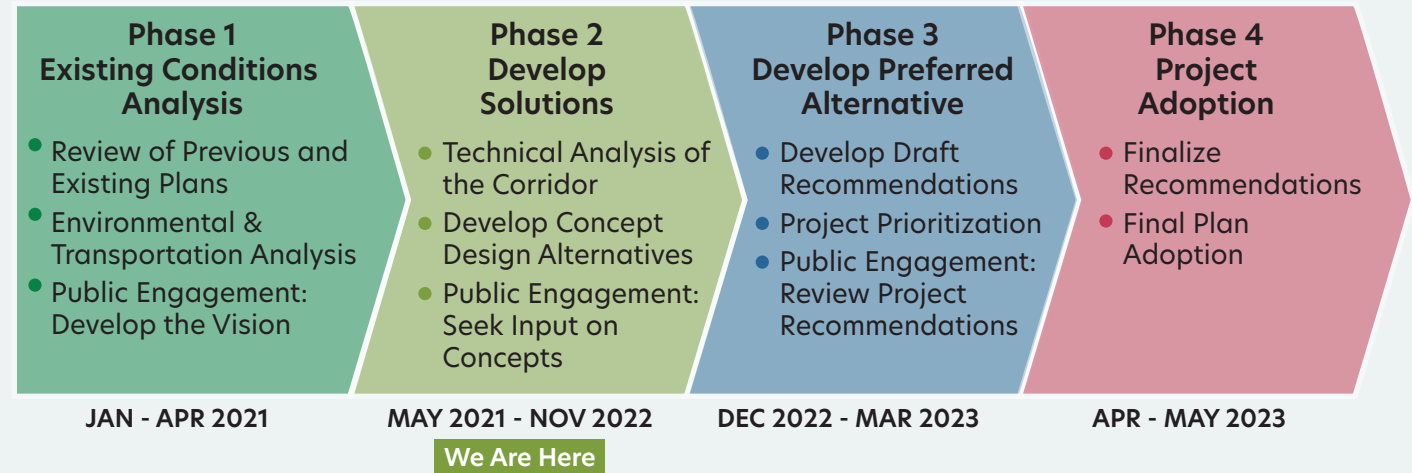 Phase 1
Existing Conditions
Analysis
• Review of Previous and
Existing Plans
• Environmental &
Transportation Analysis
• Public Engagement:
Develop the Vision
JAN - APR 2021
Phase 2
Develop
Solutions
• Technical Analysis of
the Corridor
• Develop Concept
Design Alternatives
• Public Engagement:
Seek Input on
Concepts
MAY 2021 - NOV 2022
We Are Here
Phase 3
Develop Preferred
Alternative
• Develop Draft
Recommendations
• Project Prioritization
• Public Engagement:
Review Project
Recommendations
DEC 2022 - MAR 2023
Phase 4
Project
Adoption
• Finalize
Recommendations
• Final Plan
Adoption
APR - MAY 2023